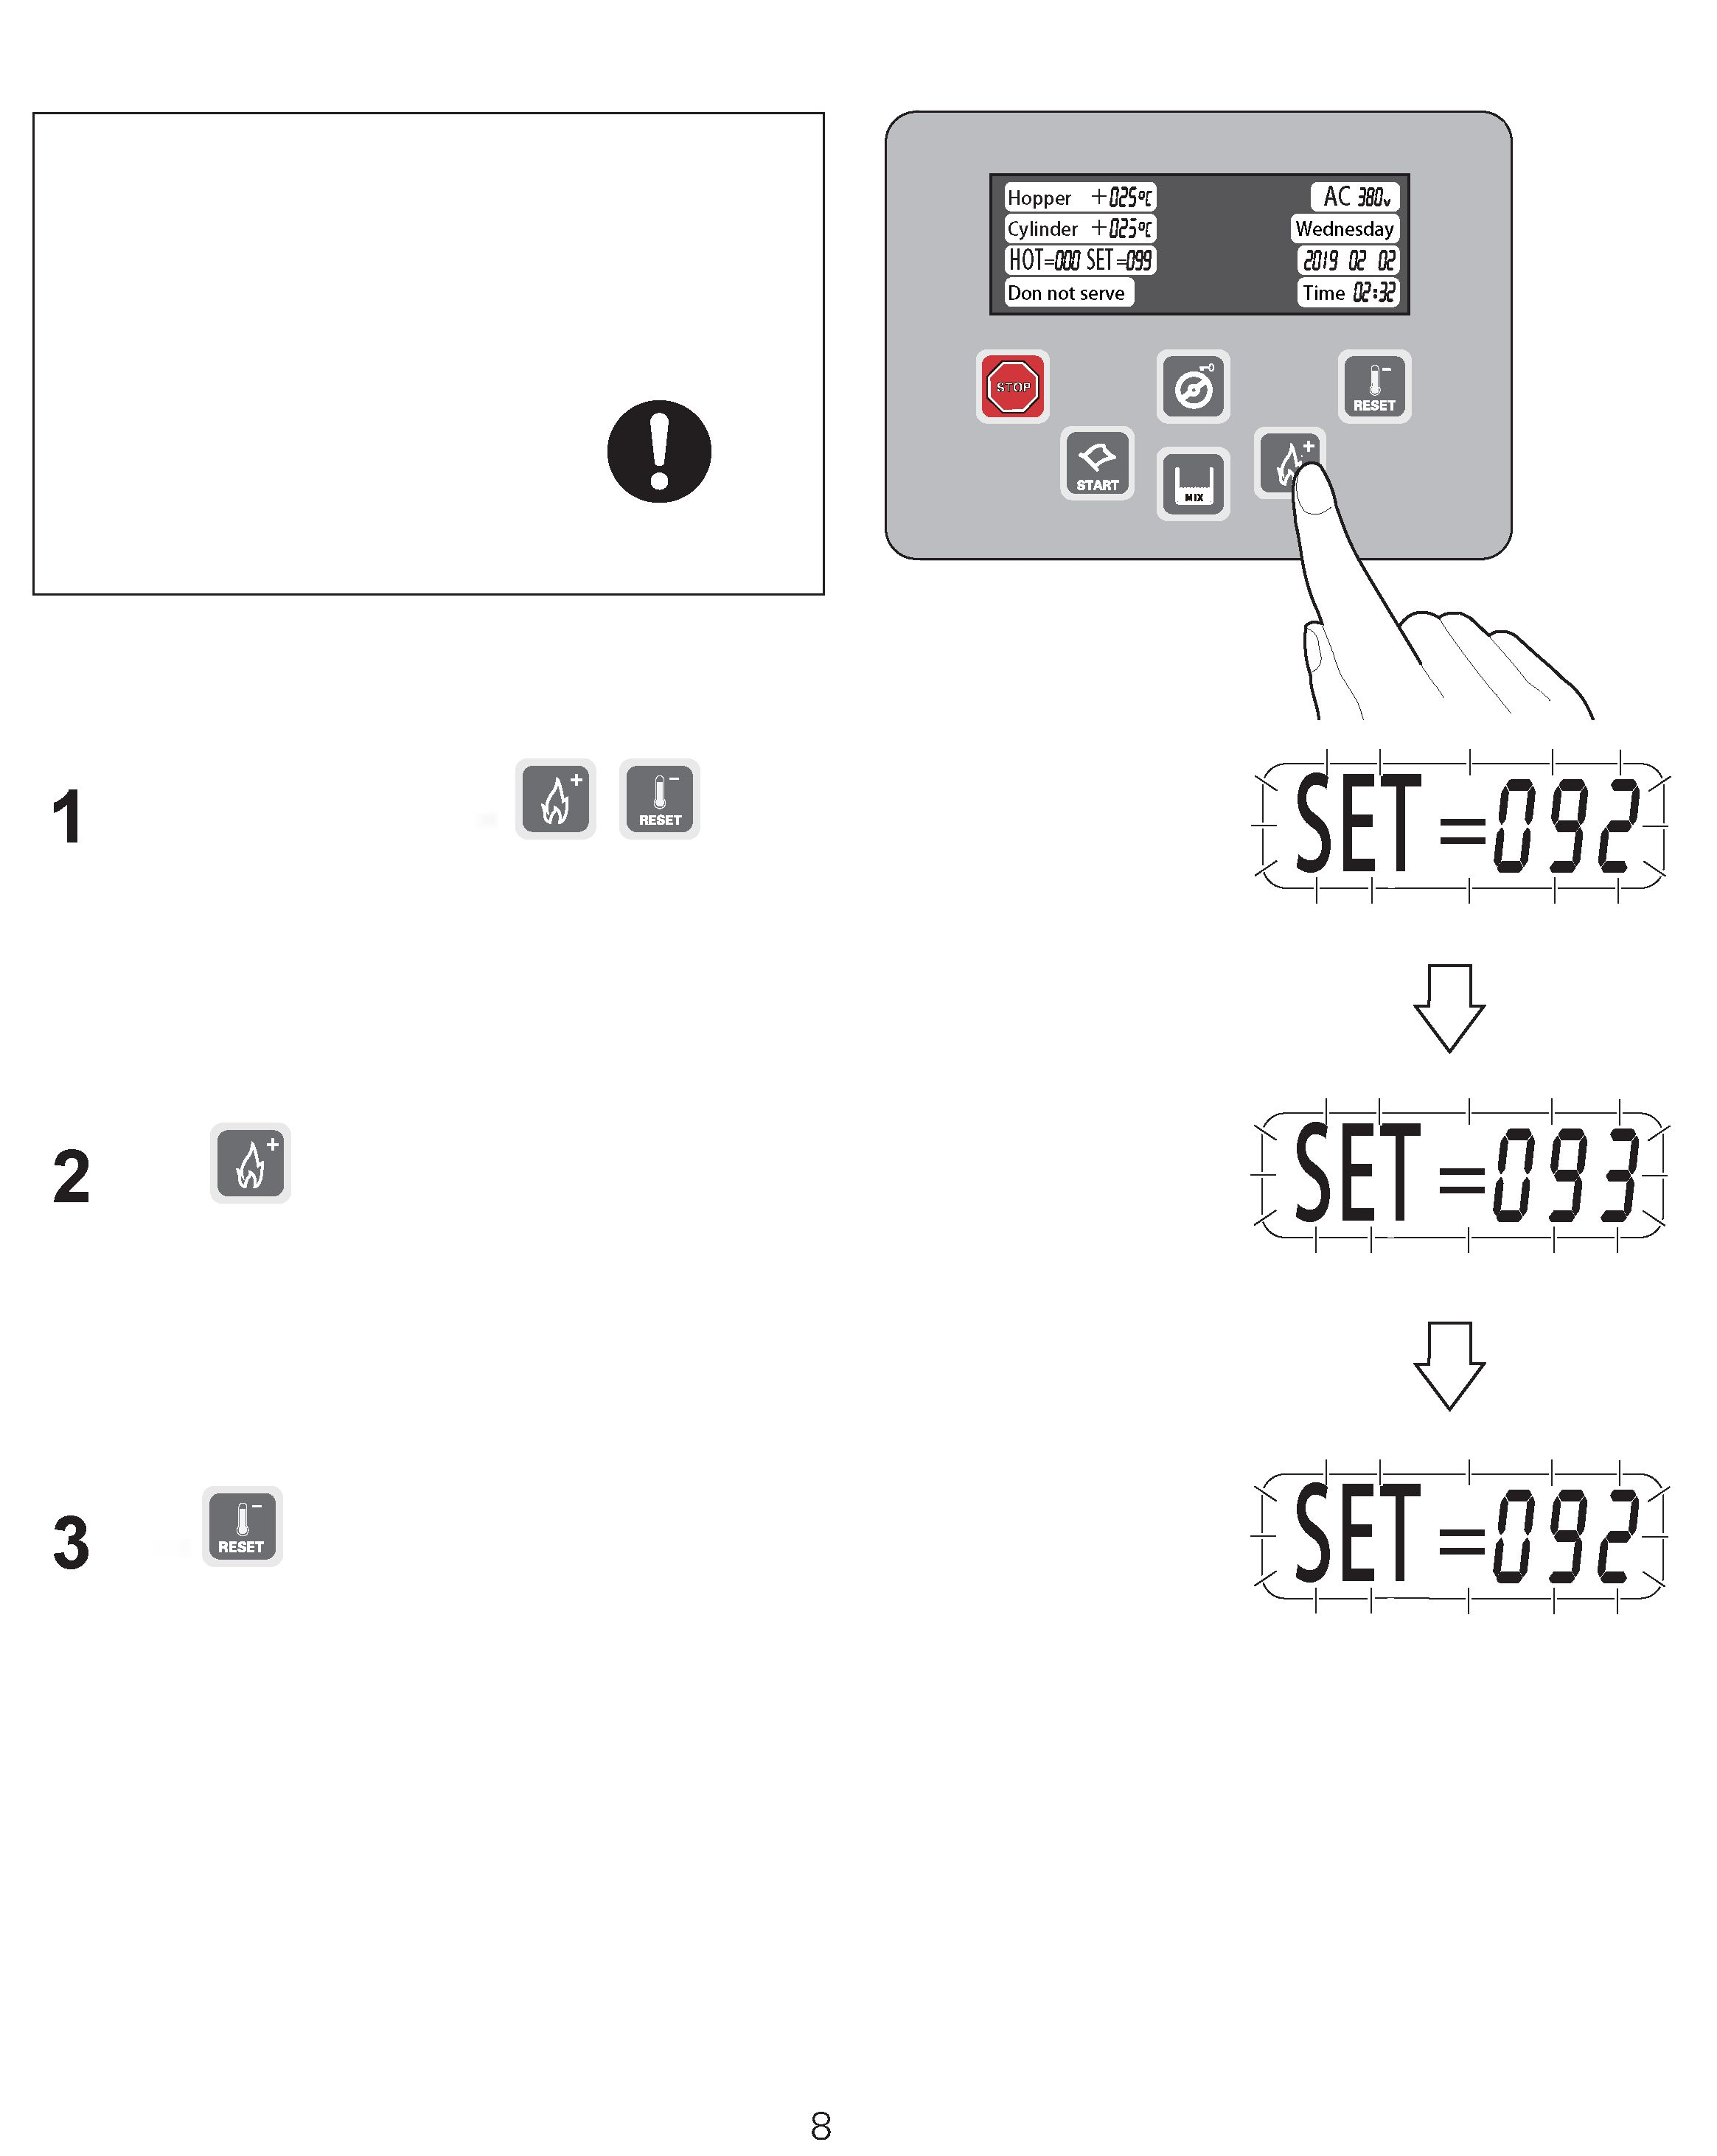 Hopper +025°C
AC 380v
Cylinder +025°C
Wednesday
HOT=000 SET=099
2019 02 02
Don not serve
Time 02:32
STOP
RESET
START
MIX
1
RESET
SET=092
2
SET=093
3
RESET
SET=092
8